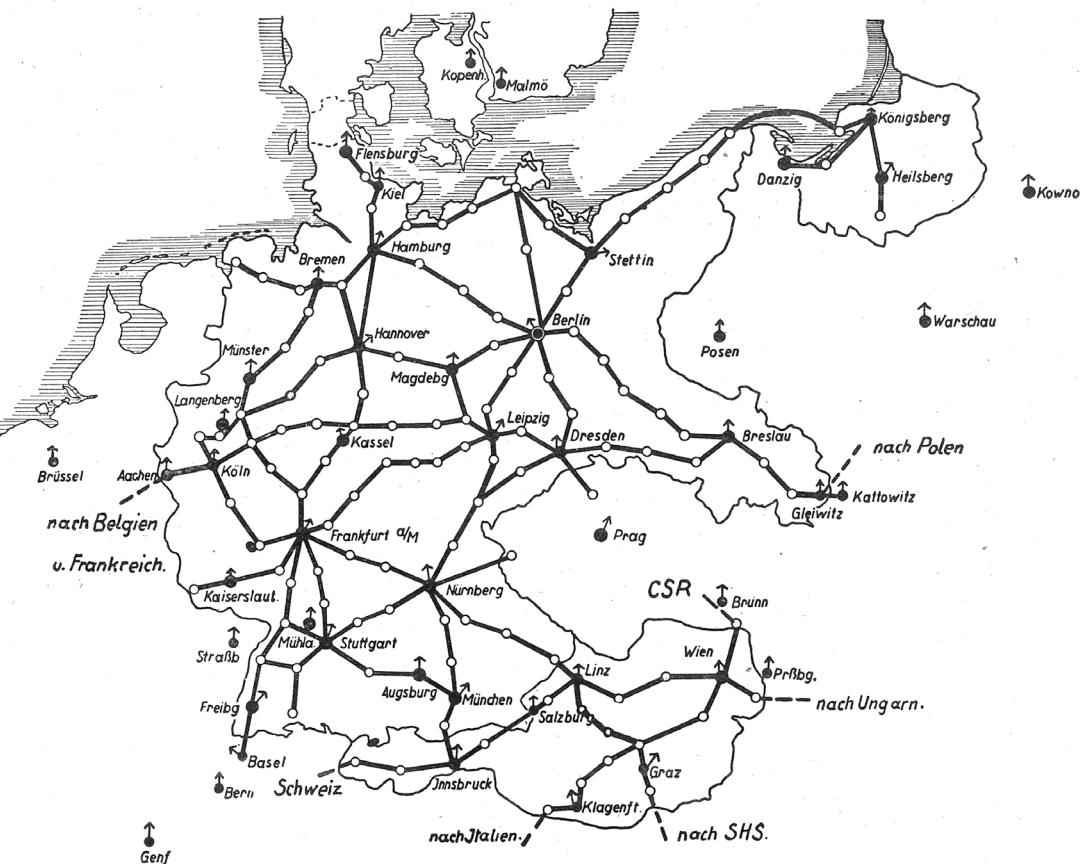 Kopenh.
Malmö
Königsberg
Flensburg
Danzig
Heilsberg
Kiel
Kowno
Hamburg
Bremen
Stettin
Berlin
Warschau
Hannover
Posen
Münster
Magdebg
Langenberg
Leipzig
Kassel
Dresden
Breslau
nach Polen
Brüssel
Aachen
Köln
Gleiwitz
Kattowitz
nach Belgien
u. Frankreich.
Frankfurt a/M
Prag
Kaiserslaut.
Nürnberg
CSR
Brünn
Mühla.
Stuttgart
Straßb
Linz
Wien
Prßbg.
Augsburg
München
Freibg
Salzburg
nach Ungarn.
Basel
Graz
Bern
Schweiz
Jnnsbruck
Klagenft.
nach Jtalien.
nach SHS.
Genf